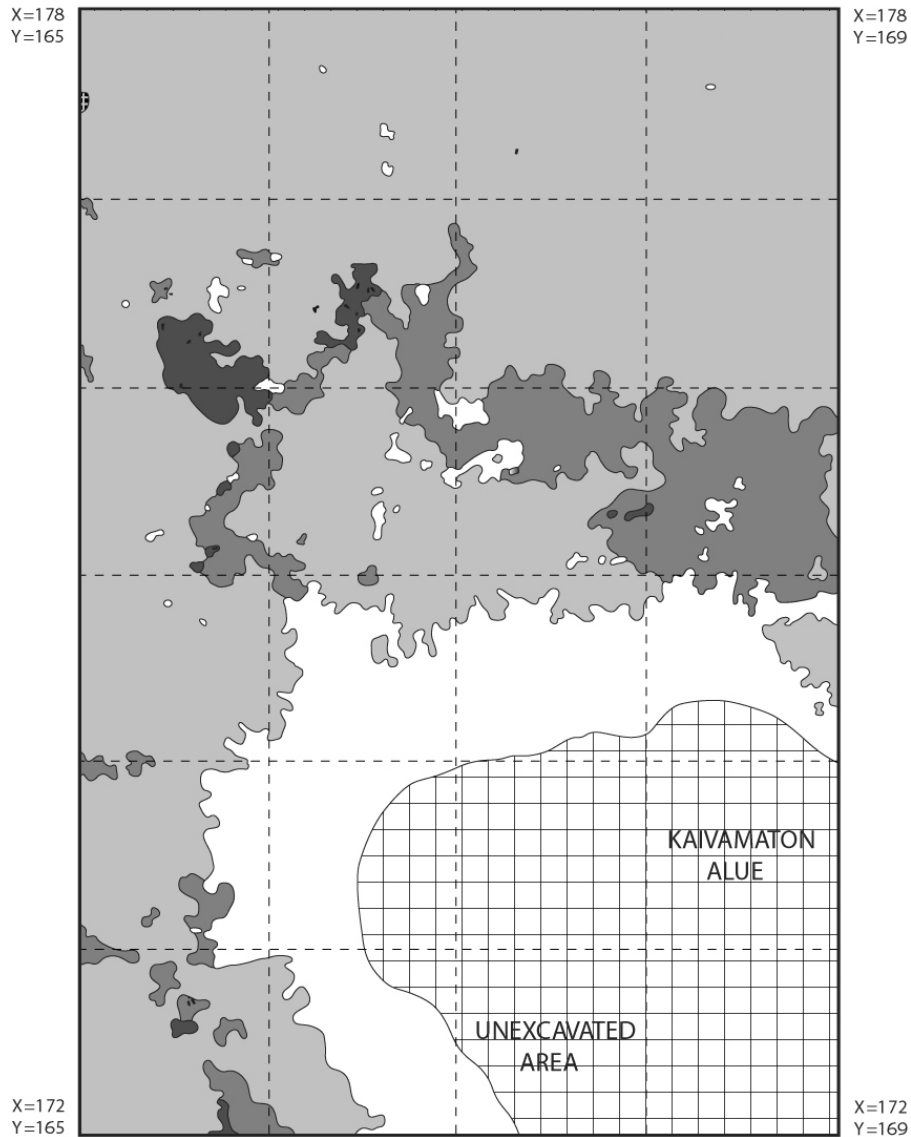 X=178
Y=165
X=178
Y=169
KAIVAMATON
ALUE
UNEXCAVATED
AREA
X=172
Y=165
X=172
Y=169